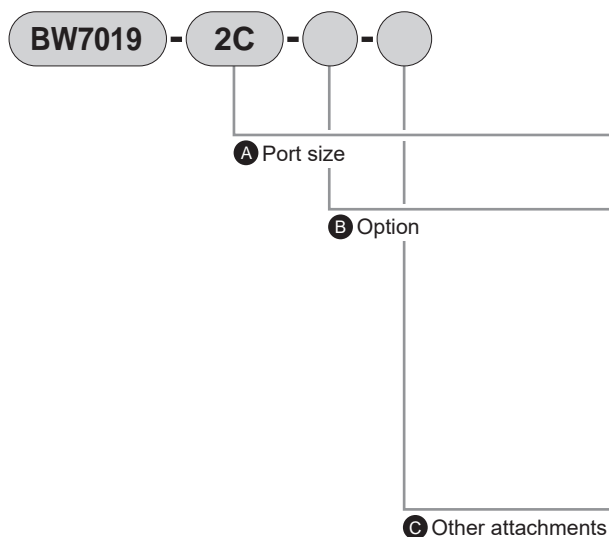 BW7019 - 2C - -
A Port size
B Option
C Other attachments